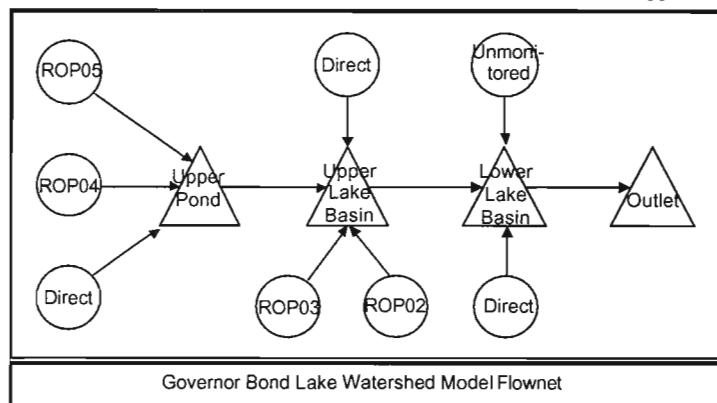 ROP05
Direct
Unmoni-
tored
ROP04
Upper
Pond
Upper
Lake
Basin
Lower
Lake
Basin
Outlet
Direct
ROP03
ROP02
Direct
Governor Bond Lake Watershed Model Flownet